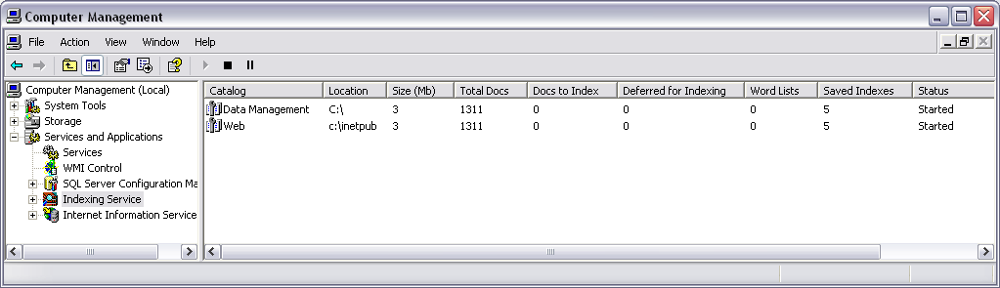 Computer Management
File Action View Window Help
Computer Management (Local)
System Tools
Storage
Services and Applications
Services
WMI Control
SQL Server Configuration Ma
Indexing Service
Internet Information Service
Catalog Location Size (Mb) Total Docs Docs to Index Deferred for Indexing Word Lists Saved Indexes Status
Data Management C:\ 3 1311 0 0 0 5 Started
Web c:\inetpub 3 1311 0 0 0 5 Started